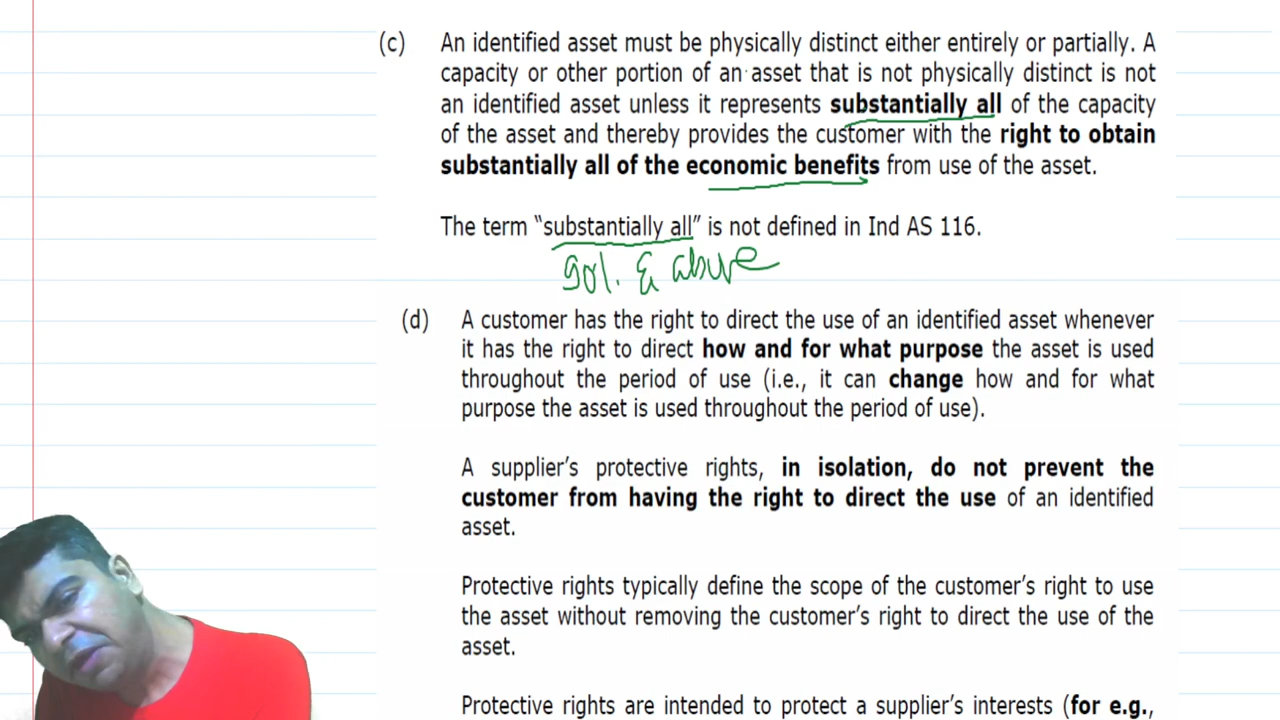 (c) An identified asset must be physically distinct either entirely or partially. A
capacity or other portion of an asset that is not physically distinct is not
an identified asset unless it represents substantially all of the capacity
of the asset and thereby provides the customer with the right to obtain
substantially all of the economic benefits from use of the asset.
The term “substantially all” is not defined in Ind AS 116.
90%. & above
(d) A customer has the right to direct the use of an identified asset whenever
it has the right to direct how and for what purpose the asset is used
throughout the period of use (i.e., it can change how and for what
purpose the asset is used throughout the period of use).
A supplier’s protective rights, in isolation, do not prevent the
customer from having the right to direct the use of an identified
asset.
Protective rights typically define the scope of the customer’s right to use
the asset without removing the customer’s right to direct the use of the
asset.
Protective rights are intended to protect a supplier’s interests (for e.g.,